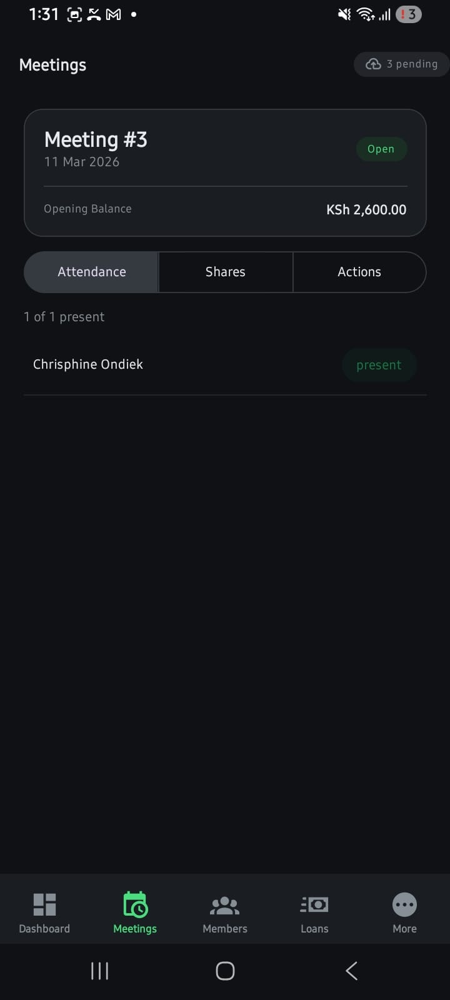 1:31
3
Meetings
3 pending
Meeting #3
11 Mar 2026
Open
Opening Balance
KSh 2,600.00
Attendance
Shares
Actions
1 of 1 present
Chrisphine Ondiek
present
Dashboard
Meetings
Members
Loans
More